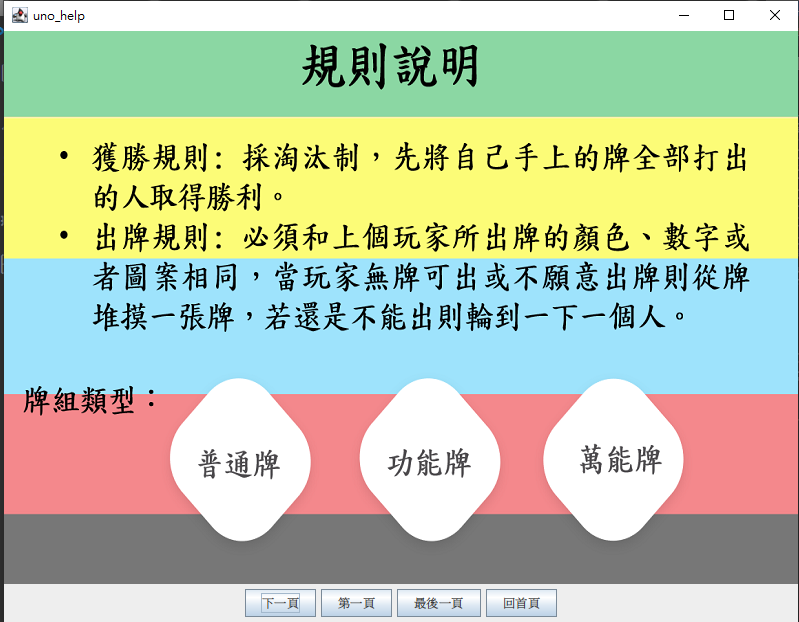 uno_help
規則說明
• 獲勝規則: 採淘汰制，先將自己手上的牌全部打出
的人取得勝利。
• 出牌規則: 必須和上個玩家所出牌的顏色、數字或
者圖案相同，當玩家無牌可出或不願意出牌則從牌
堆摸一張牌，若還是不能出則輪到一下一個人。
牌組類型：
普通牌 功能牌 萬能牌
下一頁 第一頁 最後一頁 回首頁